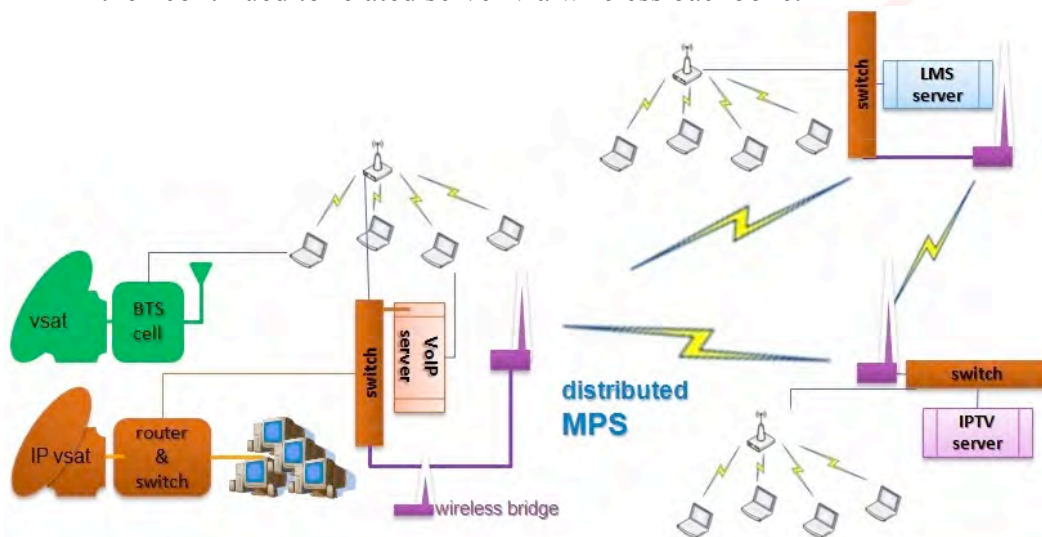 switch
LMS
server
vsat
BTS
cell
switch
VoIP
server
IP vsat
router
&
switch
distributed
MPS
wireless bridge
switch
IPTV
server